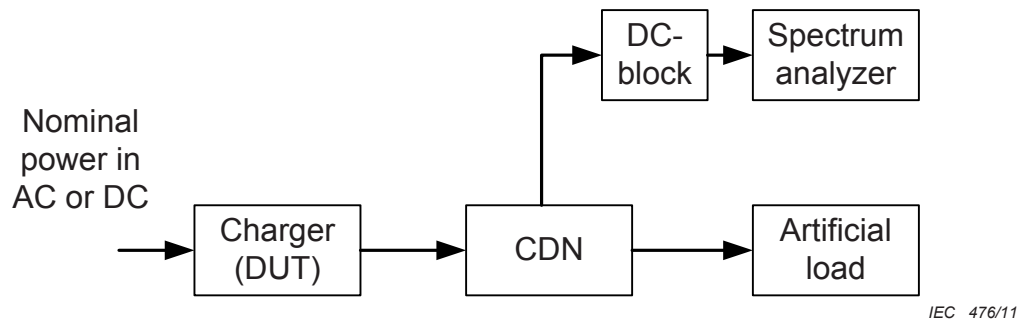 DC-
block
Spectrum
analyzer
Nominal
power in
AC or DC
Charger
(DUT)
CDN
Artificial
load
IEC 476/11